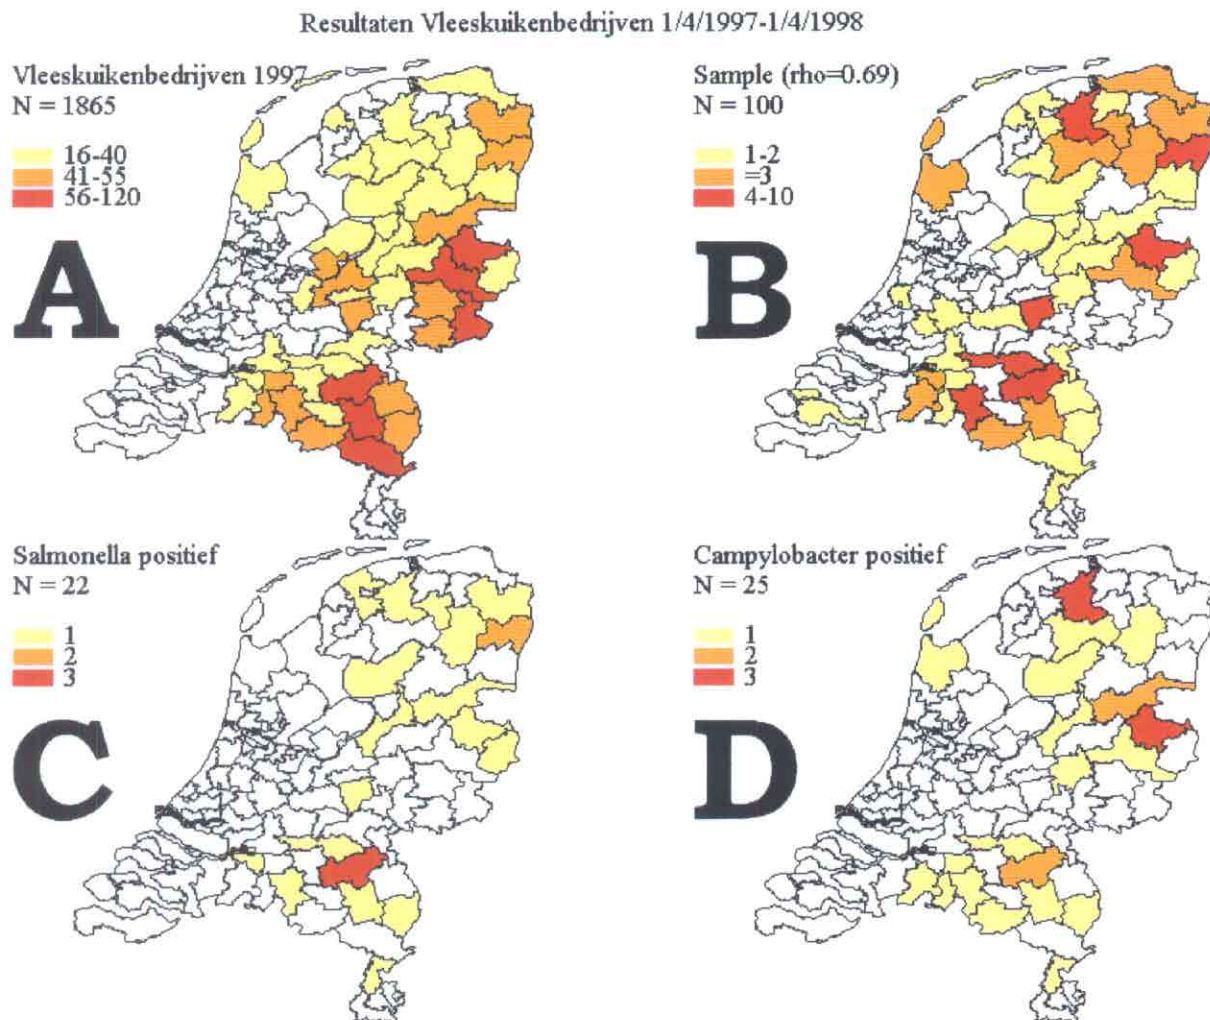 Resultaten Vleeskuikenbedrijven 1/4/1997-1/4/1998
Vleeskuikenbedrijven 1997
N = 1865
16-40
41-55
56-120
A
Sample (rho=0.69)
N = 100
1-2
=3
4-10
B
Salmonella positief
N = 22
1
2
3
C
Campylobacter positief
N = 25
1
2
3
D